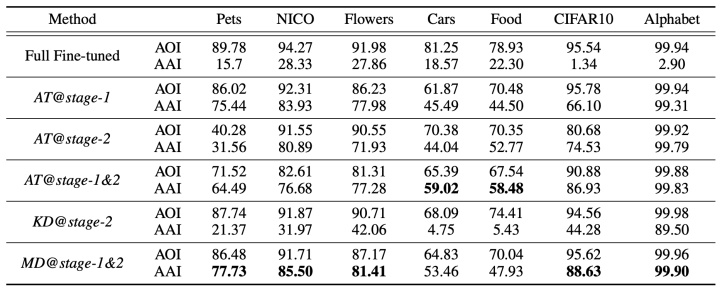 Method Pets NICO Flowers Cars Food CIFAR10 Alphabet
Full Fine-tuned AOI 89.78 94.27 91.98 81.25 78.93 95.54 99.94
AAI 15.7 28.33 27.86 18.57 22.30 1.34 2.90
AT@stage-1 AOI 86.02 92.31 86.23 61.87 70.48 95.78 99.94
AAI 75.44 83.93 77.98 45.49 44.50 66.10 99.31
AT@stage-2 AOI 40.28 91.55 90.55 70.38 70.35 80.68 99.92
AAI 31.56 80.89 71.93 44.04 52.77 74.53 99.79
AT@stage-1&2 AOI 71.52 82.61 81.31 65.39 67.54 90.88 99.88
AAI 64.49 76.68 77.28 59.02 58.48 86.93 99.83
KD@stage-2 AOI 87.74 91.87 90.71 68.09 74.41 94.56 99.98
AAI 21.37 31.97 42.06 4.75 5.43 44.28 89.50
MD@stage-1&2 AOI 86.48 91.71 87.17 64.83 70.04 95.62 99.96
AAI 77.73 85.50 81.41 53.46 47.93 88.63 99.90